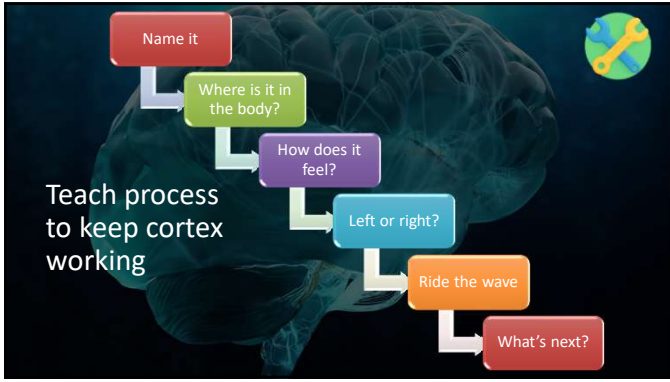 Name it
Where is it in
the body?
How does it
feel?
Teach process
to keep cortex
working
Left or right?
Ride the wave
What's next?